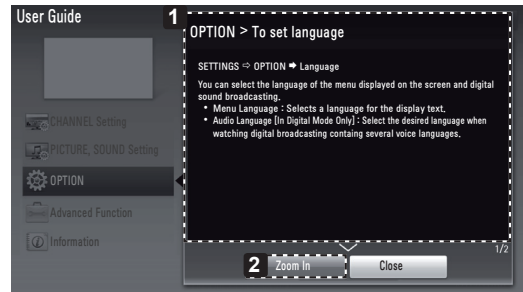 User Guide
1
OPTION > To set language
SETTINGS ⇨ OPTION ➡ Language
You can select the language of the menu displayed on the screen and digital
sound broadcasting.
• Menu Language : Selects a language for the display text.
• Audio Language [In Digital Mode Only] : Select the desired language when
watching digital broadcasting containg several voice languages.
CHANNEL Setting
PICTURE, SOUND Setting
OPTION
Advanced Function
Information
1/2
2
Zoom In
Close